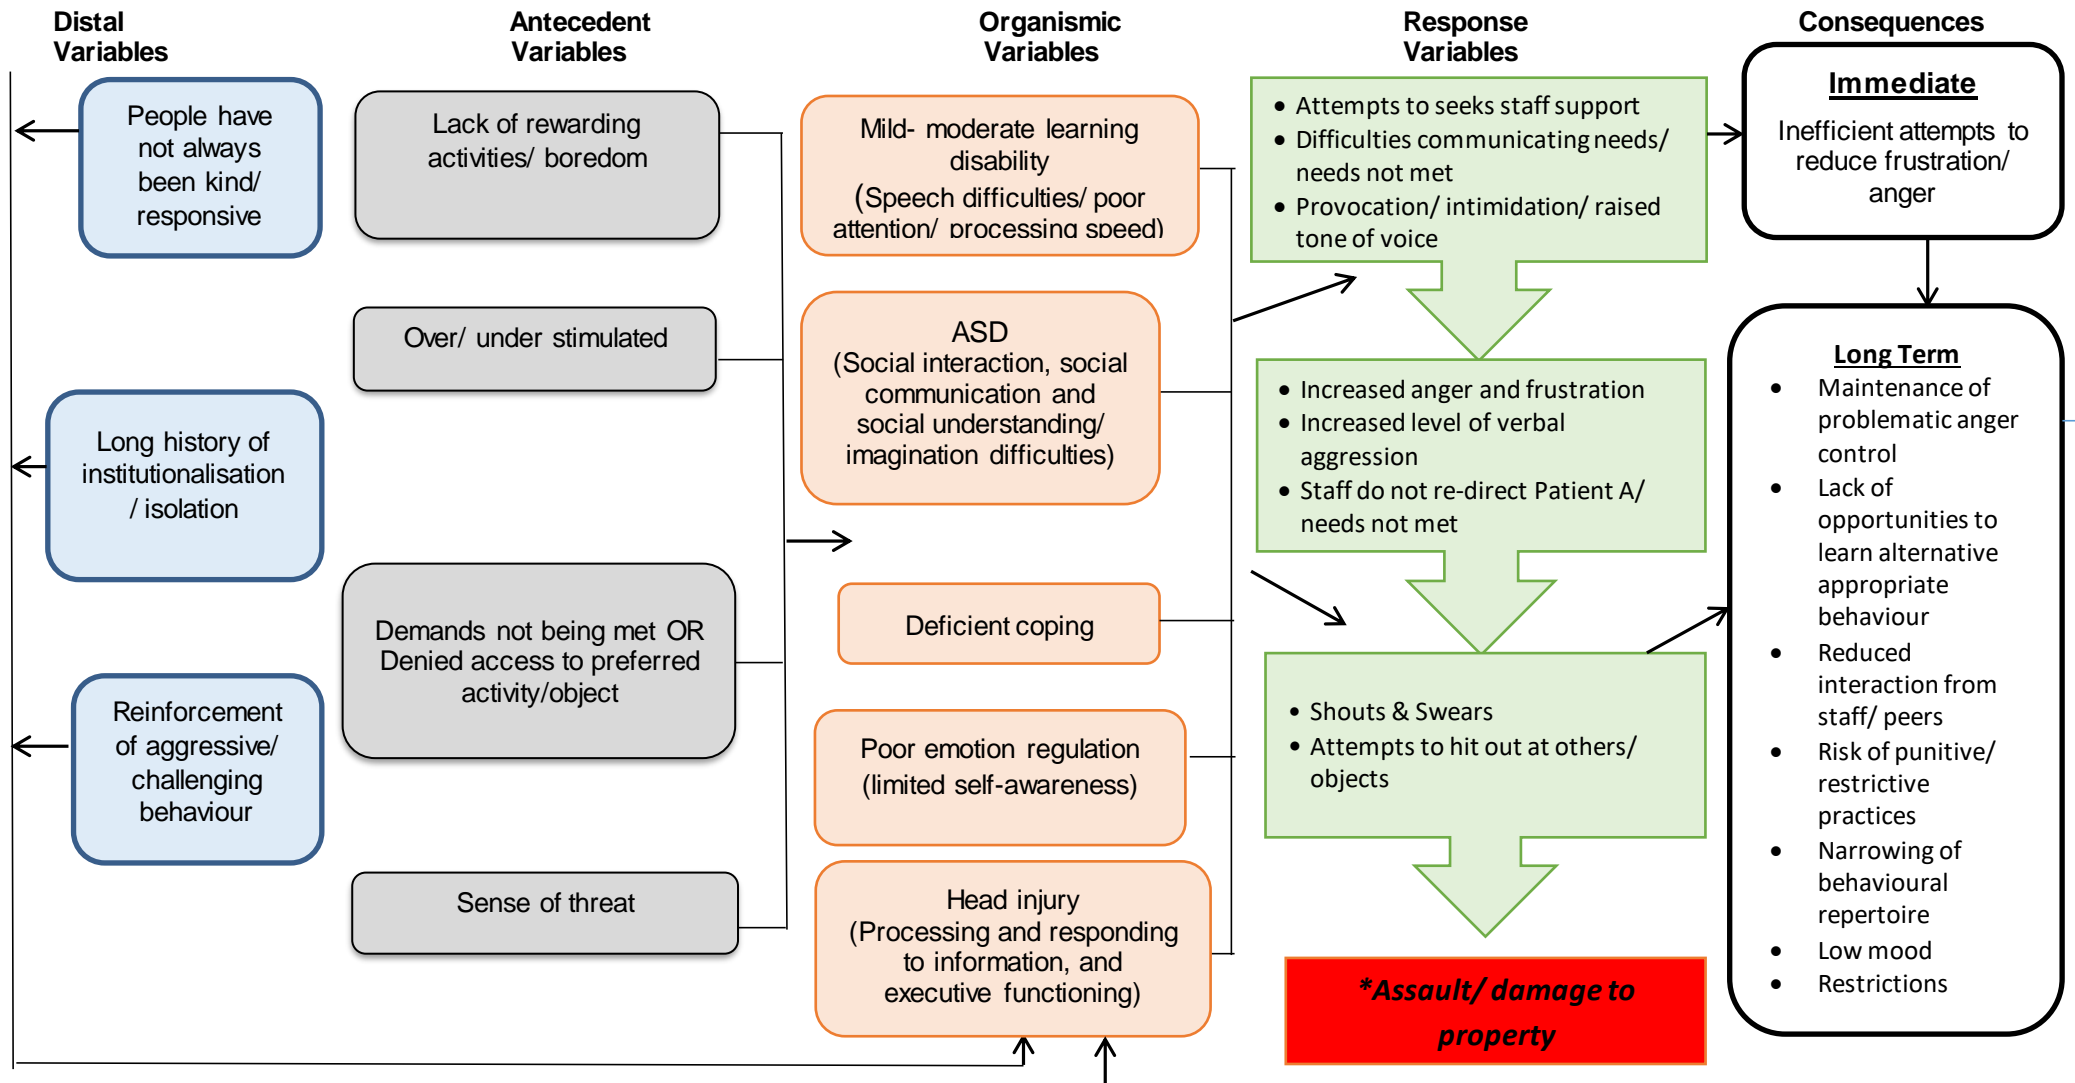 Distal
Variables
Antecedent
Variables
Organismic
Variables
Response
Variables
Consequences
People have
not always
been kind/
responsive
Long history of
institutionalisation
/ isolation
Reinforcement
of aggressive/
challenging
behaviour
Lack of rewarding
activities/ boredom
Over/ under stimulated
Demands not being met OR
Denied access to preferred
activity/object
Sense of threat
Mild- moderate learning
disability
(Speech difficulties/ poor
attention/ processing speed)
ASD
(Social interaction, social
communication and
social understanding/
imagination difficulties)
Deficient coping
Poor emotion regulation
(limited self-awareness)
Head injury
(Processing and responding
to information, and
executive functioning)
• Attempts to seeks staff support
• Difficulties communicating needs/
needs not met
• Provocation/ intimidation/ raised
tone of voice
• Increased anger and frustration
• Increased level of verbal
aggression
• Staff do not re-direct Patient A/
needs not met
• Shouts & Swears
• Attempts to hit out at others/
objects
*Assault/ damage to
property
Immediate
Inefficient attempts to
reduce frustration/
anger
Long Term
• Maintenance of
problematic anger
control
• Lack of
opportunities to
learn alternative
appropriate
behaviour
• Reduced
interaction from
staff/ peers
• Risk of punitive/
restrictive
practices
• Narrowing of
behavioural
repertoire
• Low mood
• Restrictions